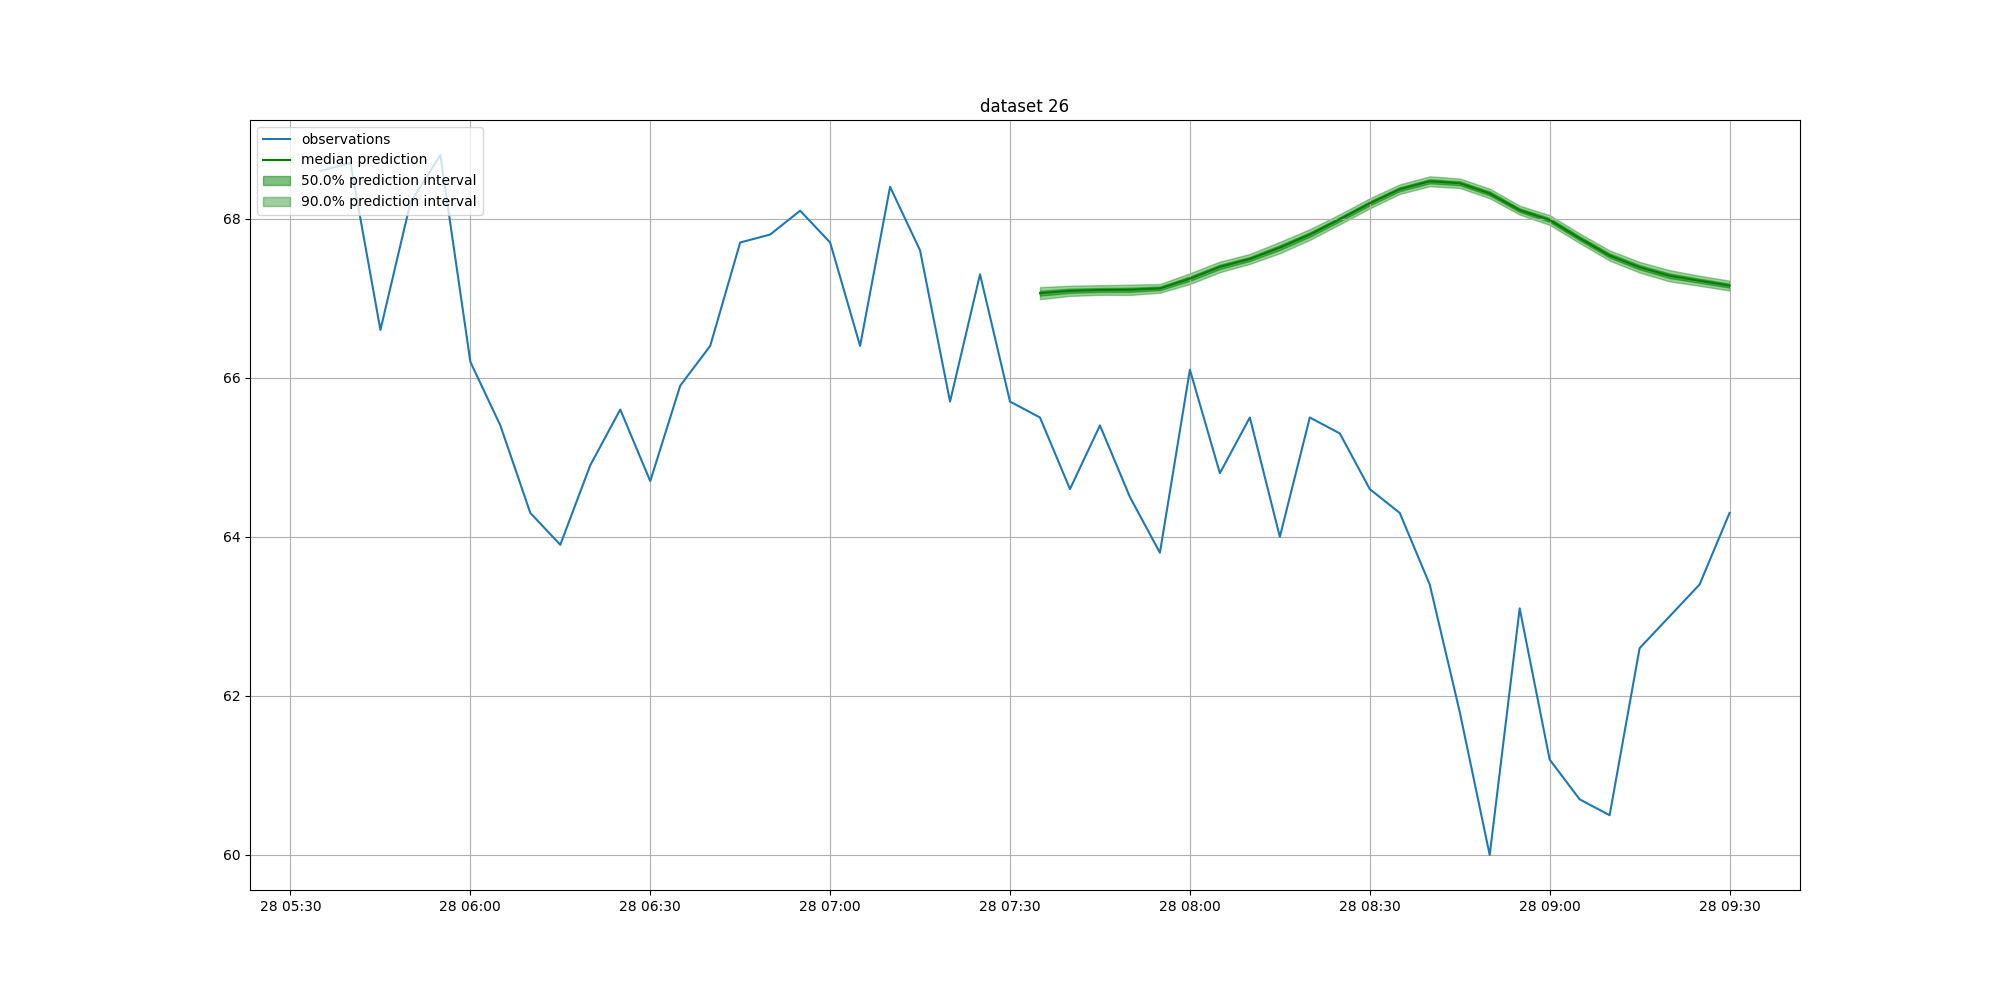 dataset 26
observations
median prediction
50.0% prediction interval
90.0% prediction interval
68
66
64
62
60
28 05:30 28 06:00 28 06:30 28 07:00 28 07:30 28 08:00 28 08:30 28 09:00 28 09:30